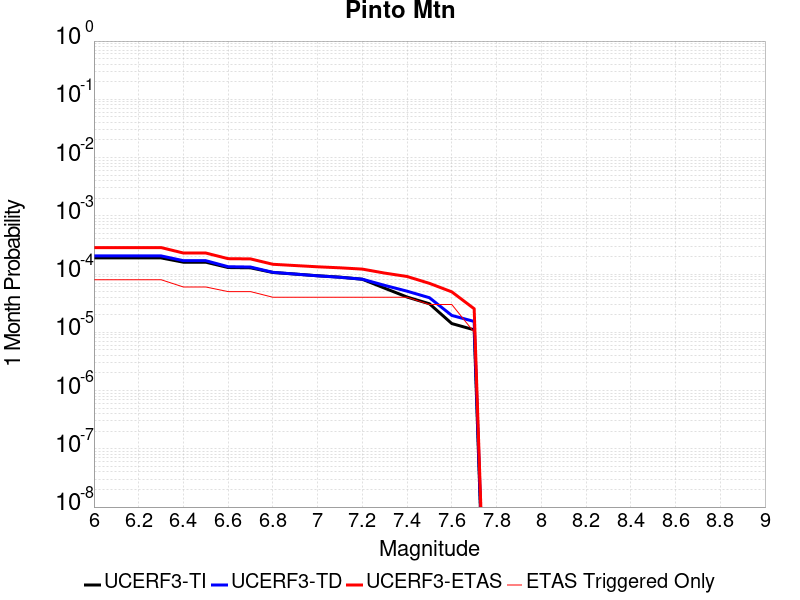 Pinto Mtn
10^0
10^-1
10^-2
10^-3
10^-4
10^-5
10^-6
10^-7
10^-8
1 Month Probability
6 6.2 6.4 6.6 6.8 7 7.2 7.4 7.6 7.8 8 8.2 8.4 8.6 8.8 9
Magnitude
UCERF3-TI UCERF3-TD UCERF3-ETAS ETAS Triggered Only